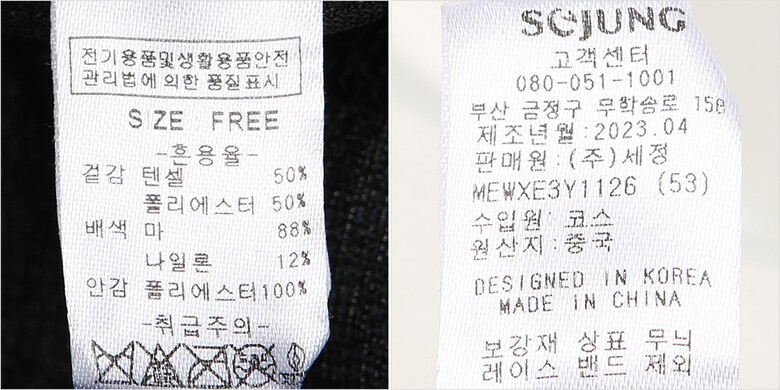 전기용품및생활용품안전
관리법에 의한 품질표시
SIZE FREE
-혼용율-
겉감 텐셀 50%
폴리에스터 50%
배색 마 88%
나일론 12%
안감 폴리에스터100%
-취급주의-
SEJUNG
고객센터
080-051-1001
부산 금정구 무학송로 158
제조년월:2023.04
판매원:(주)세정
MEWXE3Y1126 (53)
수입원: 코스
원산지:중국
DESIGNED IN KOREA
MADE IN CHINA
보강재 상표 무늬
레이스 밴드 제외